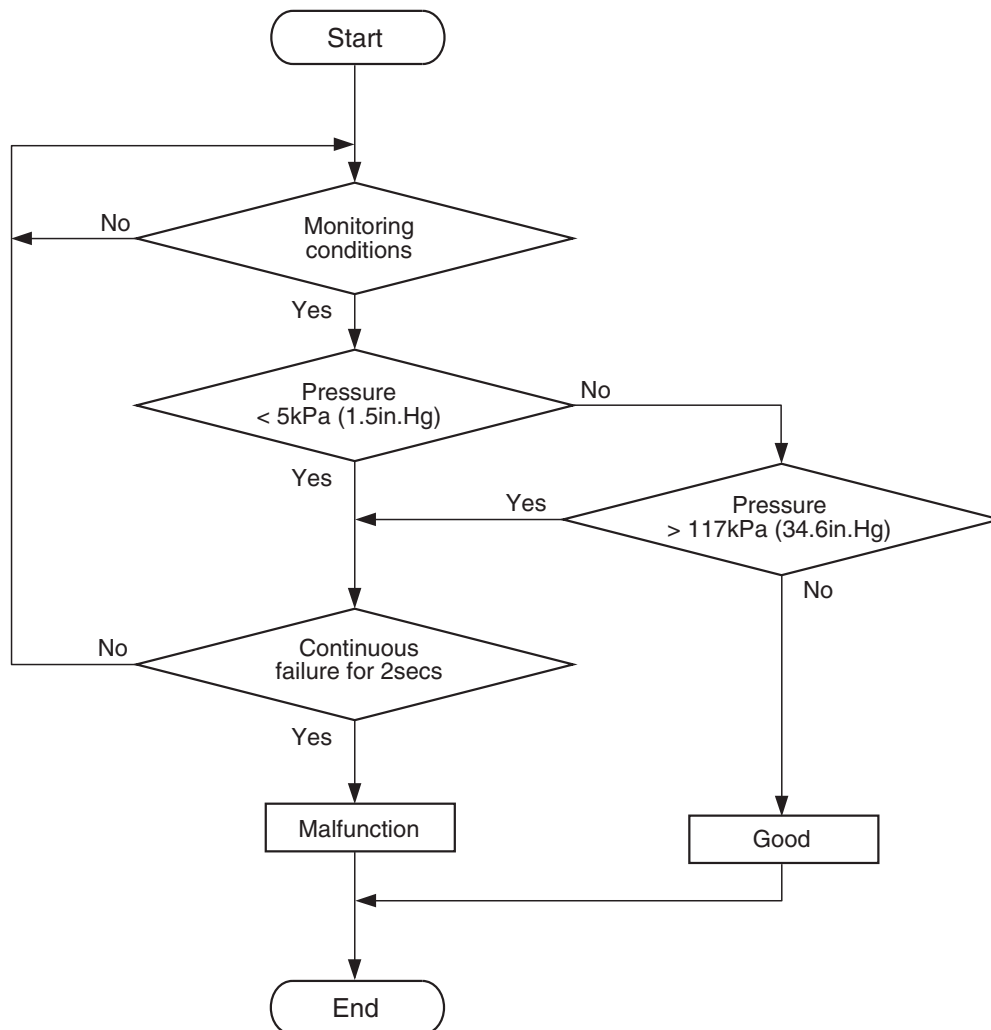 Start
No
Monitoring
conditions
Yes
Pressure
< 5kPa (1.5in.Hg)
No
Yes
Yes
Pressure
> 117kPa (34.6in.Hg)
No
No
Continuous
failure for 2secs
Yes
Malfunction
Good
End